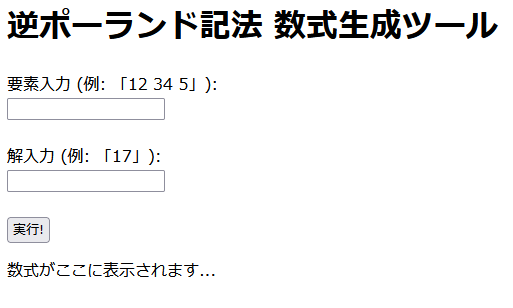 逆ポーランド記法 数式生成ツール
要素入力 (例: 「12 34 5」):
解入力 (例: 「17」):
実行!
数式がここに表示されます...